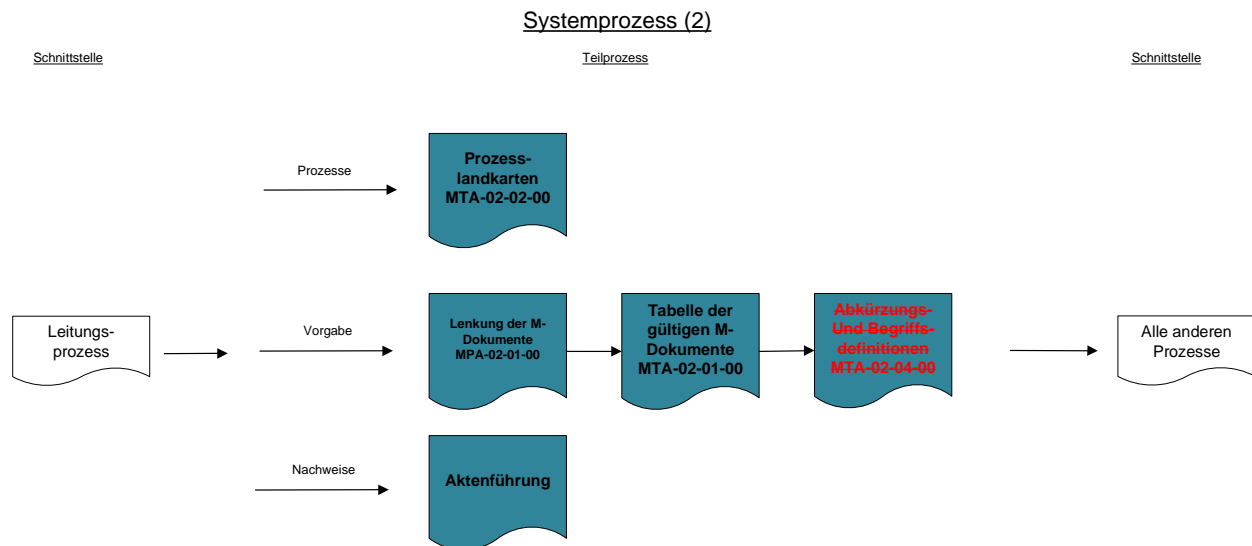 Systemprozess (2)
Schnittstelle
Teilprozess
Schnittstelle
Prozesse
Prozess-
landkarten
MTA-02-02-00
Leitungs-
prozess
Vorgabe
Lenkung der M-
Dokumente
MPA-02-01-00
Tabelle der
gültigen M-
Dokumente
MTA-02-01-00
Abkürzungs-
Und Begriffs-
definitionen
MTA-02-04-00
Alle anderen
Prozesse
Nachweise
Aktenführung